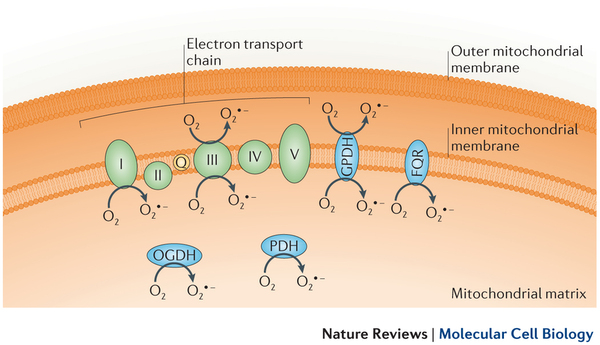 Electron transport
chain
Outer mitochondrial
membrane
Inner mitochondrial
membrane
O₂ O₂•−
O₂ O₂•−
I
II
Q
III
IV
V
GPDH
FQR
O₂ O₂•−
O₂ O₂•−
O₂ O₂•−
O₂ O₂•−
OGDH
PDH
O₂ O₂•−
O₂ O₂•−
Mitochondrial matrix
Nature Reviews | Molecular Cell Biology